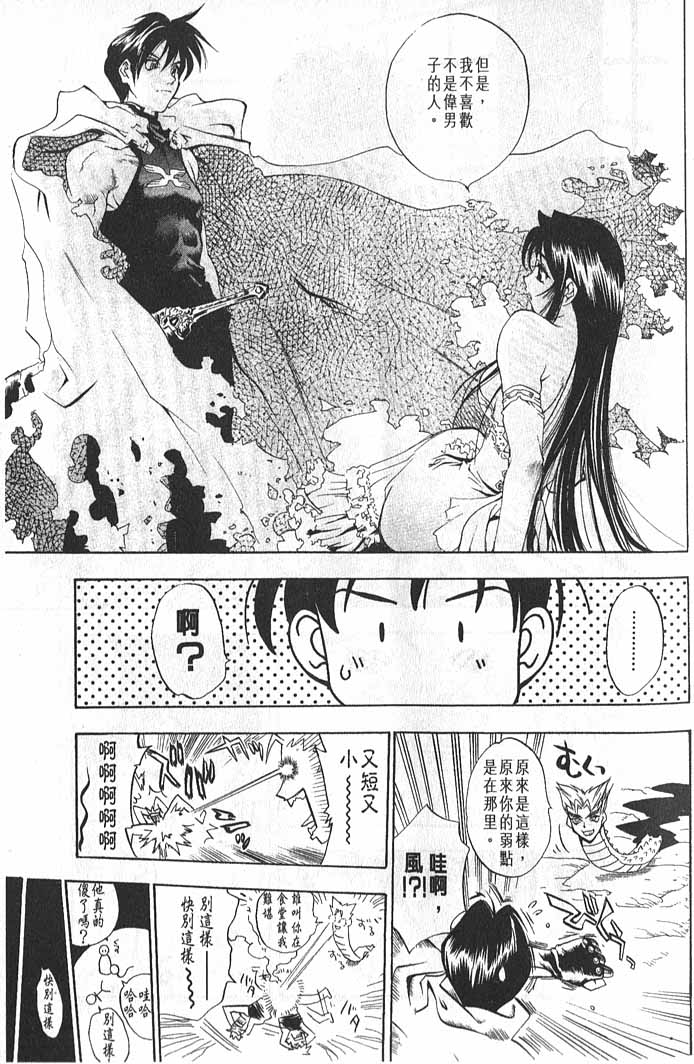 但是，
我不喜歡
不是偉男
子的人。
………
啊？
むくっ
原來是這樣，
原來你的弱點
是在那里。
哇啊，
風!?!
又短又
小～～～
啊啊啊啊啊
誰叫你在
食堂讓我
難堪
別這樣——
快別這樣～～
他真的
傻了嗎？
哇哈
哈哈
別這樣
快別這樣